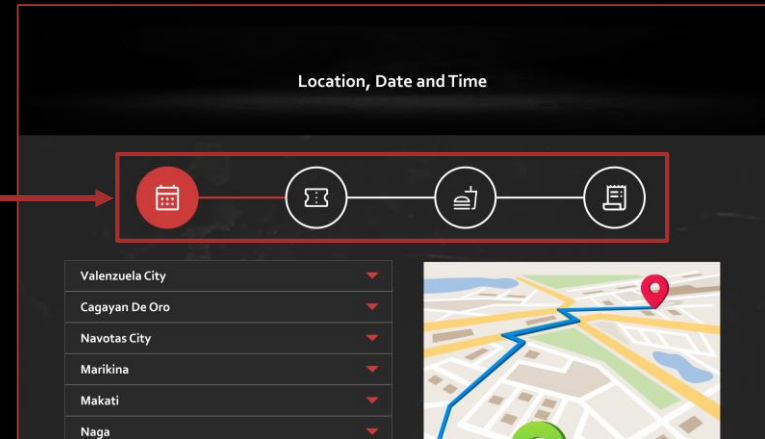 Location, Date and Time
Valenzuela City
Cagayan De Oro
Navotas City
Marikina
Makati
Naga